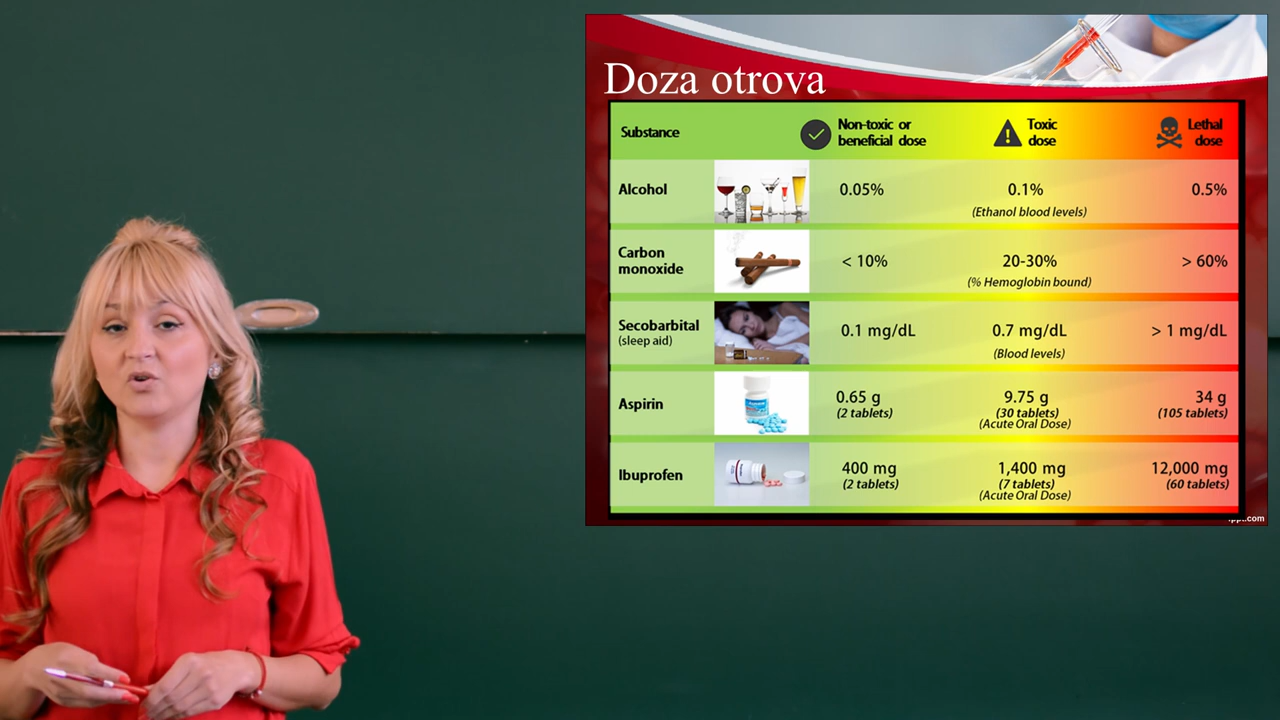 Doza otrova
Substance
Non-toxic or
beneficial dose
Toxic
dose
Lethal
dose
Alcohol
0.05%
0.1%
(Ethanol blood levels)
0.5%
Carbon
monoxide
< 10%
20-30%
(% Hemoglobin bound)
> 60%
Secobarbital
(sleep aid)
0.1 mg/dL
0.7 mg/dL
(Blood levels)
> 1 mg/dL
Aspirin
0.65 g
(2 tablets)
9.75 g
(30 tablets)
(Acute Oral Dose)
34 g
(105 tablets)
Ibuprofen
400 mg
(2 tablets)
1,400 mg
(7 tablets)
(Acute Oral Dose)
12,000 mg
(60 tablets)